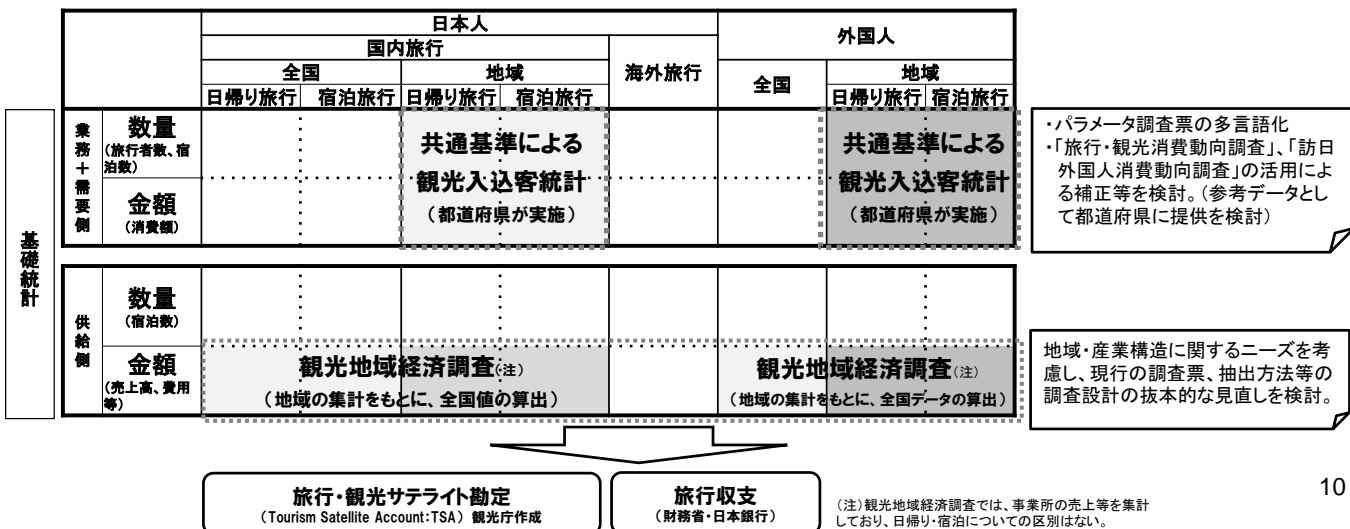 日本人
外国人
国内旅行
海外旅行
全国
地域
全国
地域
日帰り旅行
宿泊旅行
日帰り旅行
宿泊旅行
日帰り旅行
宿泊旅行
基礎統計
業務+需要側
数量
(旅行者数、宿
泊数)
金額
(消費額)
共通基準による
観光入込客統計
(都道府県が実施)
共通基準による
観光入込客統計
(都道府県が実施)
・パラメータ調査票の多言語化
・「旅行・観光消費動向調査」、「訪日
外国人消費動向調査」の活用によ
る補正等を検討。(参考データとし
て都道府県に提供を検討)
供給側
数量
(宿泊数)
金額
(売上高、費用
等)
観光地域経済調査(注)
(地域の集計をもとに、全国値の算出)
観光地域経済調査(注)
(地域の集計をもとに、全国データの算出)
地域・産業構造に関するニーズを考
慮し、現行の調査票、抽出方法等の
調査設計の抜本的な見直しを検討。
旅行・観光サテライト勘定
(Tourism Satellite Account:TSA) 観光庁作成
旅行収支
(財務省・日本銀行)
(注)観光地域経済調査では、事業所の売上等を集計
しており、日帰り・宿泊についての区別はない。
10